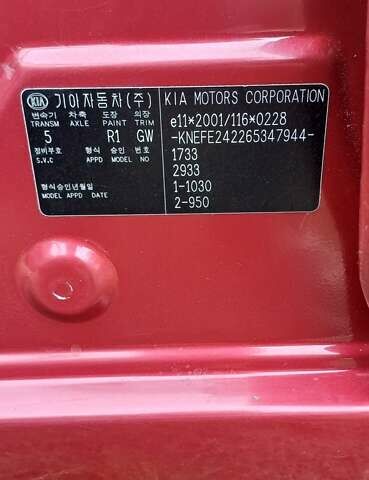 KIA 기아자동차(주) KIA MOTORS CORPORATION
변속기 차축 도장 외장
TRANSM AXLE PAINT TRIM
5 R1 GW
정비부호 형식 승인 번호
S.V.C APPD MODEL NO
형식승인년월일
MODEL APPD DATE
e11*2001/116*0228
-KNEFE242265347944-
1733
2933
1-1030
2-950